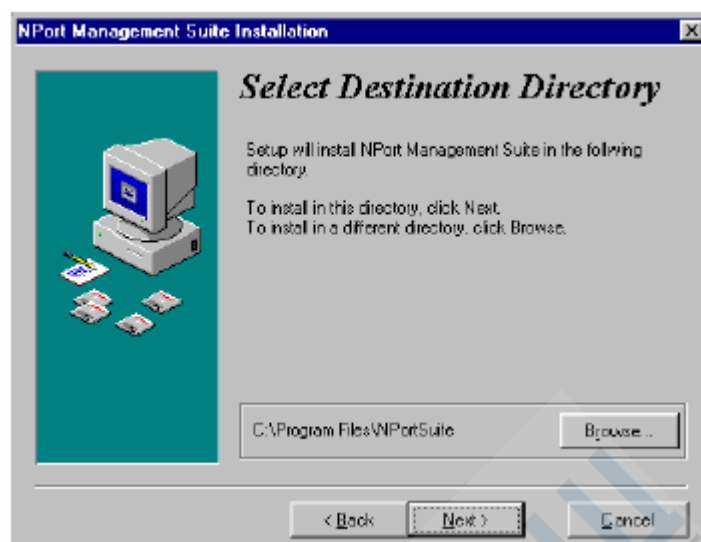 NPort Management Suite Installation
Select Destination Directory
Setup will install NPort Management Suite in the following
directory.
To install in this directory, click Next.
To install in a different directory, click Browse.
C:\Program Files\NPortSuite
Browse...
< Back
Next >
Cancel